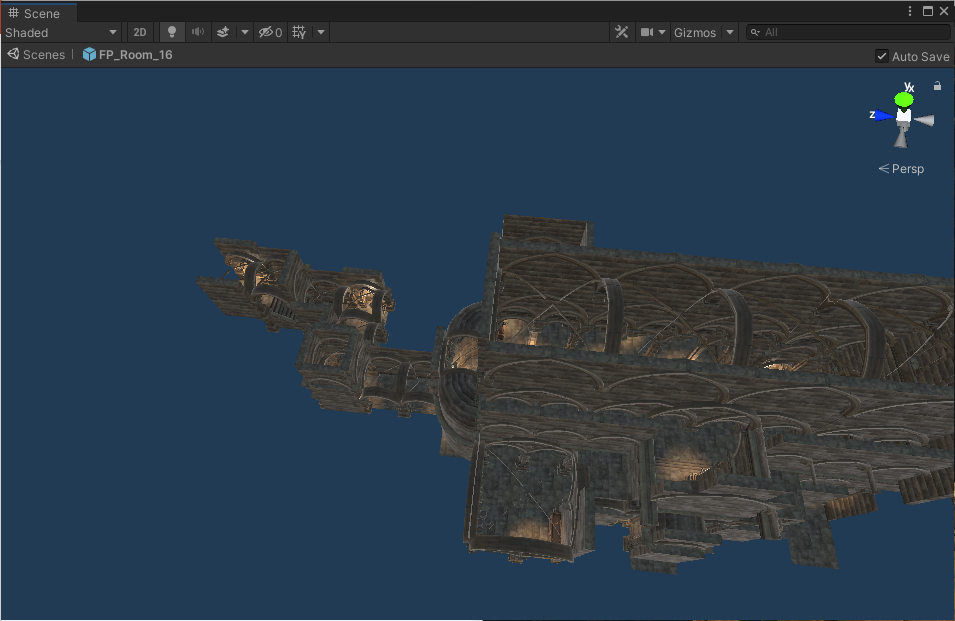 Scene
Shaded 2D 0 Gizmos All
Scenes FP_Room_16 Auto Save
y x
z
Persp